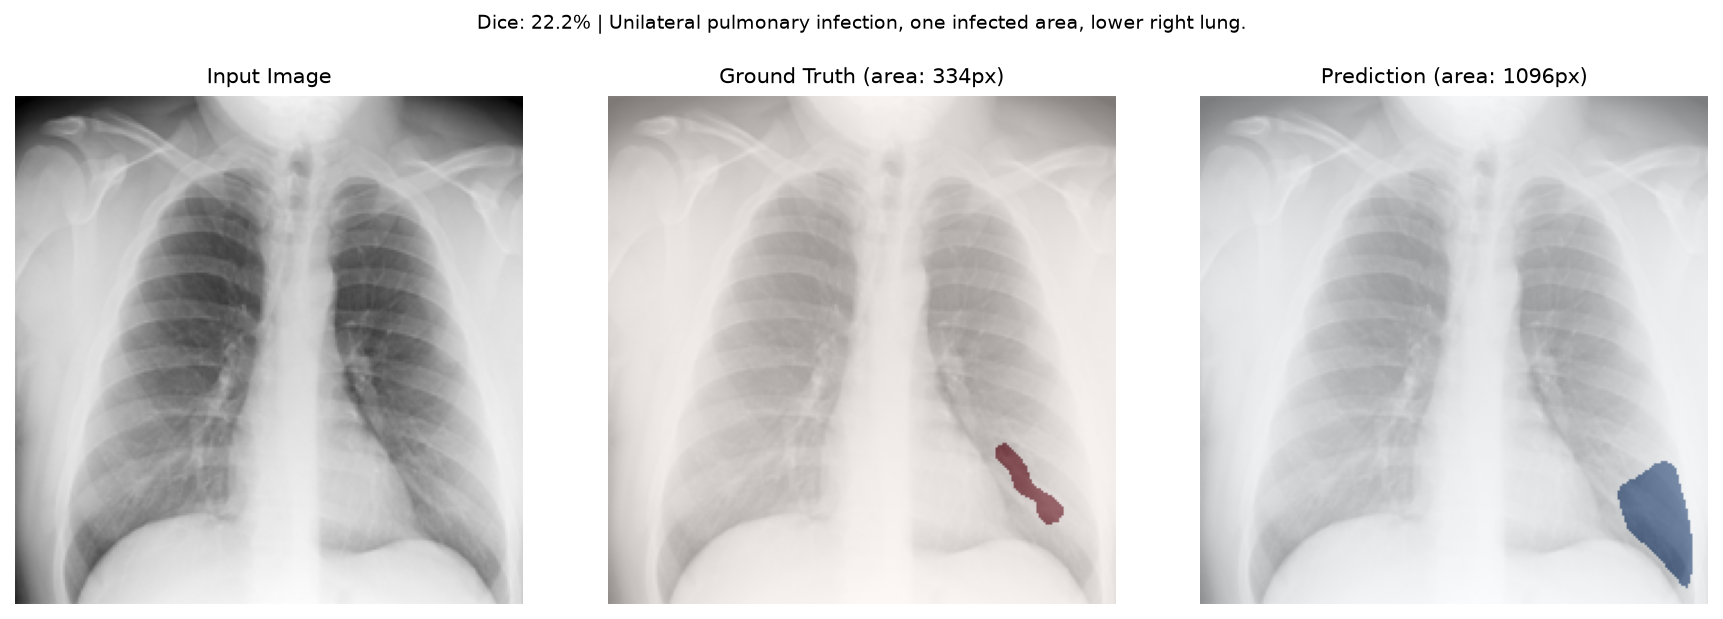 Dice: 22.2% | Unilateral pulmonary infection, one infected area, lower right lung.
Input Image
Ground Truth (area: 334px)
Prediction (area: 1096px)